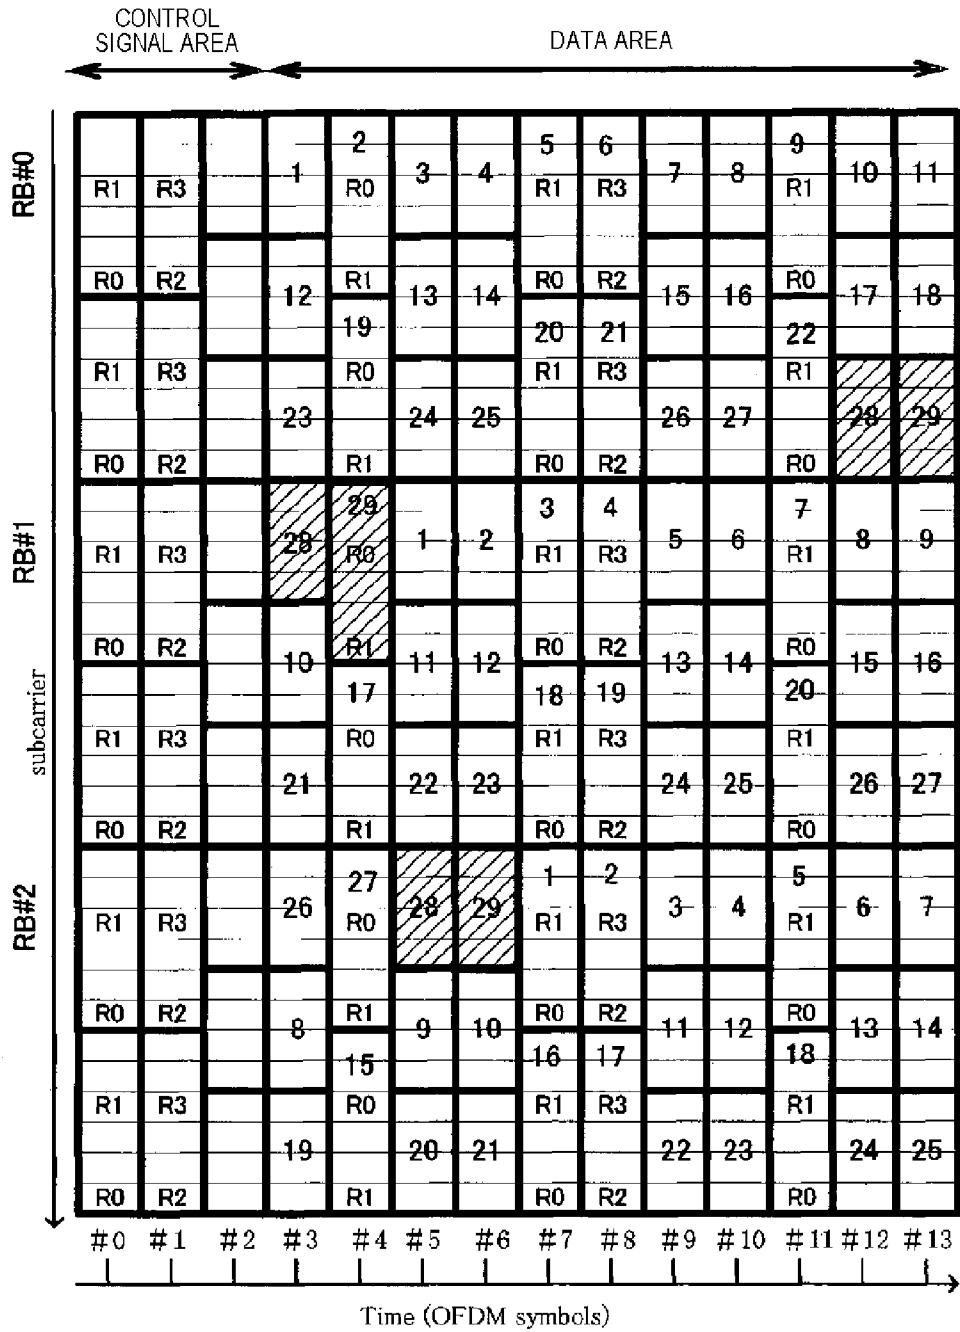 CONTROL
SIGNAL AREA
DATA AREA
RB#0
2 5 6 9
1 3 4 7 8 10 11
R1 R3 R0 R1 R3 R1
R0 R2 R1 R0 R2 R0
12 13 14 15 16 17 18
19 20 21 22
R1 R3 R0 R1 R3 R1
23 24 25 26 27 28 29
R0 R2 R1 R0 R2 R0
RB#1
29 3 4 7
28 1 2 5 6 8 9
R1 R3 R0 R1 R3 R1
R0 R2 R1 R0 R2 R0
10 11 12 13 14 15 16
17 18 19 20
R1 R3 R0 R1 R3 R1
21 22 23 24 25 26 27
R0 R2 R1 R0 R2 R0
RB#2
27 1 2 5
26 28 29 3 4 6 7
R1 R3 R0 R1 R3 R1
R0 R2 R1 R0 R2 R0
8 9 10 11 12 13 14
15 16 17 18
R1 R3 R0 R1 R3 R1
19 20 21 22 23 24 25
R0 R2 R1 R0 R2 R0
subcarrier
#0 #1 #2 #3 #4 #5 #6 #7 #8 #9 #10 #11 #12 #13
Time (OFDM symbols)